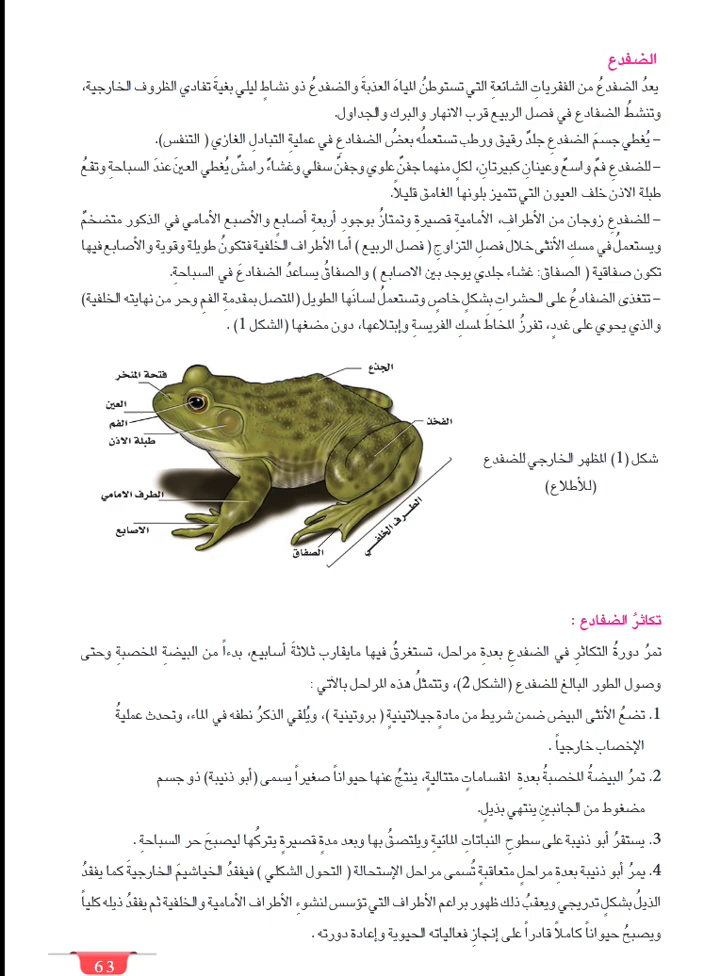 الضفدع
يعدُ الضفدعُ من الفقرياتِ الشائعةِ التي تستوطنُ المياهَ العذبةَ والضفدعُ ذو نشاطٍ ليلي بغيةَ تفادي الظروف الخارجية،
وتنشطُ الضفادع في فصل الربيع قرب الانهار والبرك والجداول.
– يُغطي جسمَ الضفدعِ جلدٌ رقيق ورطب تستعملُه بعضُ الضفادعِ في عمليةِ التبادلِ الغازي ( التنفس).
– للضفدعِ فمٌ واسعٌ وعينانِ كبيرتانِ، لكلٍ منهما جفنٌ علوي وجفنٌ سفلي وغشاءٌ رامشٌ يُغطي العينَ عندَ السباحةِ وتقعُ
طبلة الاذن خلف العيون التي تتميز بلونها الغامق قليلاً.
– للضفدعِ زوجان من الأطراف، الأماميةِ قصيرة وتمتازُ بوجودِ أربعةِ أصابعٍ والأصبع الأمامي في الذكور متضخمٌ
ويستعملُ في مسكِ الأنثى خلال فصلِ التزاوجِ ( فصل الربيع ) أما الأطراف الخلفية فتكونُ طويلة وقوية والأصابع فيها
تكون صفاقية ( الصفاق: غشاء جلدي يوجد بين الاصابع ) والصفاقُ يساعدُ الضفادعَ في السباحة.
– تتغذى الضفادعُ على الحشراتِ بشكلٍ خاصٍ وتستعملُ لسانَها الطويل (المتصل بمقدمةِ الفمِ وحر من نهايته الخلفية)
والذي يحوي على غددٍ، تفرزُ المخاطَ لمسكِ الفريسةِ وإبتلاعها، دون مضغها (الشكل 1) .
الجذع
فتحة المنخر
العين
الفم
طبلة الاذن
الفخذ
شكل (1) المظهر الخارجي للضفدع
(للأطلاع)
الطرف الامامي
الاصابع
الصفاق
الطرف الخلفي
تكاثرُ الضفادع :
تمرُ دورةُ التكاثرِ في الضفدعِ بعدةِ مراحل، تستغرقُ فيها مايقارب ثلاثةَ أسابيع، بدءاً من البيضةِ المخصبةِ وحتى
وصول الطور البالغ للضفدع (الشكل 2)، وتتمثلُ هذه المراحل بالآتي :
1. تضعُ الأنثى البيض ضمن شريط من مادةٍ جيلاتينيةٍ ( بروتينية )، ويُلقي الذكرُ نطفه في الماء، وتحدث عمليةُ
الإخصاب خارجياً .
2. تمرُ البيضةُ المخصبةُ بعدةِ انقساماتٍ متتاليةٍ، ينتجُ عنها حيواناً صغيراً يسمى (أبو ذنيبة) ذو جسم
مضغوط من الجانبينِ ينتهي بذيلٍ.
3. يستقرُ أبو ذنيبة على سطوحِ النباتاتِ المائيةِ ويلتصقُ بها وبعد مدةٍ قصيرةٍ يتركُها ليصبحَ حر السباحةِ .
4. يمرُ أبو ذنيبة بعدةِ مراحلٍ متعاقبةٍ تُسمى مراحل الإستحالة ( التحول الشكلي ) فيفقدُ الخياشيمَ الخارجيةَ كما يفقدُ
الذيلُ بشكلٍ تدريجي ويعقبُ ذلك ظهور براعم الأطراف التي تؤسس لنشوءِ الأطراف الأمامية والخلفية ثم يفقدُ ذيله كلياً
ويصبحُ حيواناً كاملاً قادراً على إنجازِ فعالياته الحيوية وإعادة دورته .
63